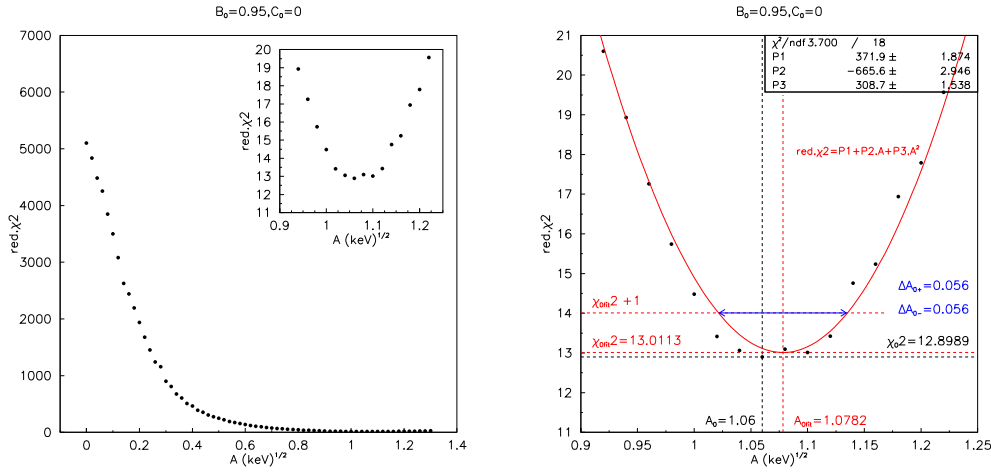 B₀=0.95,C₀=0
red.χ2
7000
6000
5000
4000
3000
2000
1000
0
0 0.2 0.4 0.6 0.8 1 1.2 1.4
A (keV)^1/2
red.χ2
20
19
18
17
16
15
14
13
12
11
0.9 1 1.1 1.2
A (keV)^1/2
B₀=0.95,C₀=0
red.χ2
21
20
19
18
17
16
15
14
13
12
11
χ²/ndf 3.700 / 18
P1 371.9 ± 1.874
P2 −665.6 ± 2.946
P3 308.7 ± 1.538
red.χ2=P1+P2.A+P3.A²
ΔA₀₊=0.056
χ0fit2 +1
ΔA₀₋=0.056
χ0fit2=13.0113
χ₀2=12.8989
A₀=1.06
A0fit=1.0782
0.9 0.95 1 1.05 1.1 1.15 1.2 1.25
A (keV)^1/2